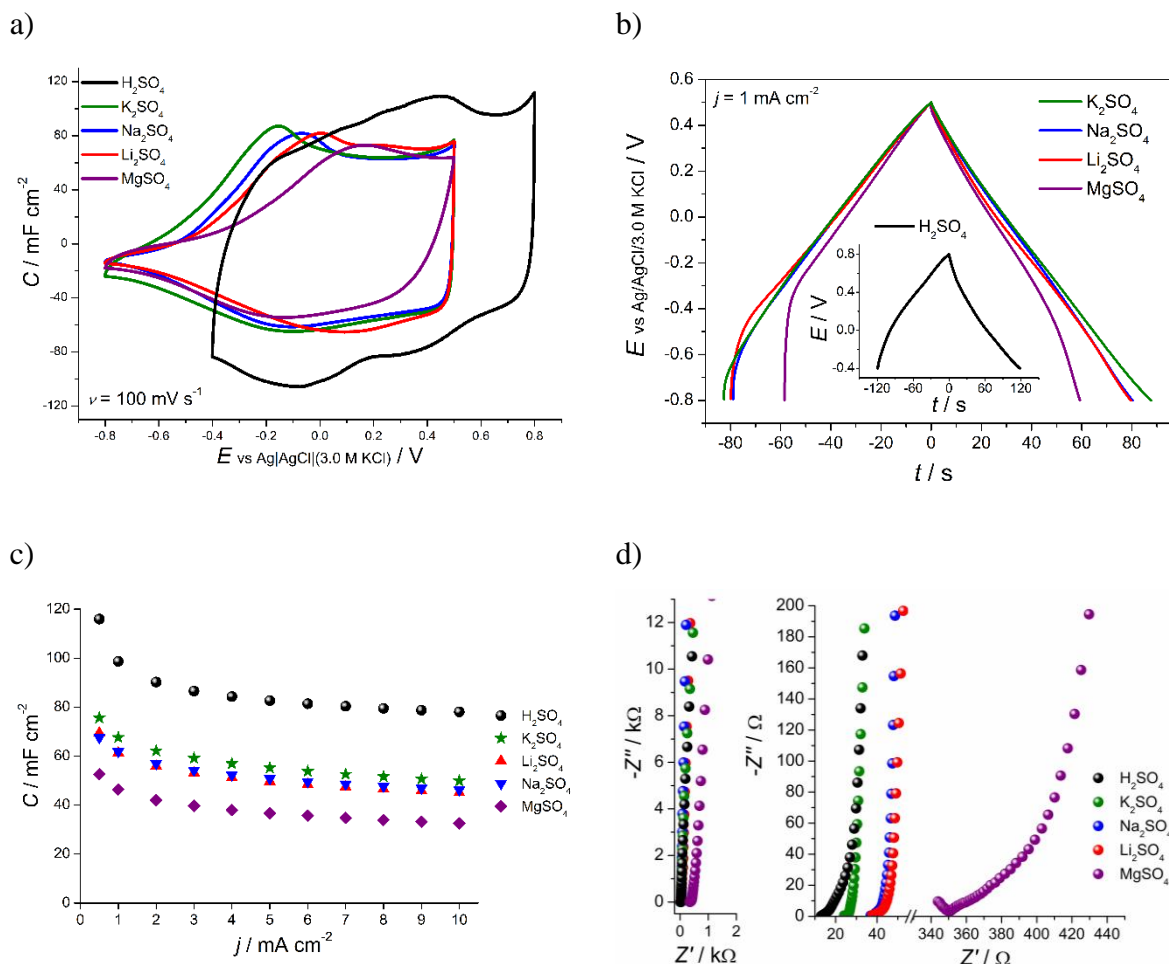 a)
H₂SO₄
K₂SO₄
Na₂SO₄
Li₂SO₄
MgSO₄
120
80
40
0
-40
-80
-120
C / mF cm⁻²
ν = 100 mV s⁻¹
-0.8 -0.6 -0.4 -0.2 0.0 0.2 0.4 0.6 0.8
E vs Ag|AgCl|(3.0 M KCl) / V
b)
j = 1 mA cm⁻²
K₂SO₄
Na₂SO₄
Li₂SO₄
MgSO₄
0.6
0.4
0.2
0.0
-0.2
-0.4
-0.6
-0.8
E vs Ag/AgCl/3.0 M KCl / V
H₂SO₄
0.8
0.4
0.0
-0.4
E / V
-120 -60 0 60 120
t / s
-80 -60 -40 -20 0 20 40 60 80
t / s
c)
120
100
80
60
40
20
0
C / mF cm⁻²
H₂SO₄
K₂SO₄
Li₂SO₄
Na₂SO₄
MgSO₄
0 1 2 3 4 5 6 7 8 9 10
j / mA cm⁻²
d)
12
10
8
6
4
2
0
-Z'' / kΩ
0 1 2
Z' / kΩ
200
180
160
140
120
100
80
60
40
20
0
-Z'' / Ω
H₂SO₄
K₂SO₄
Na₂SO₄
Li₂SO₄
MgSO₄
20 40 340 360 380 400 420 440
Z' / Ω